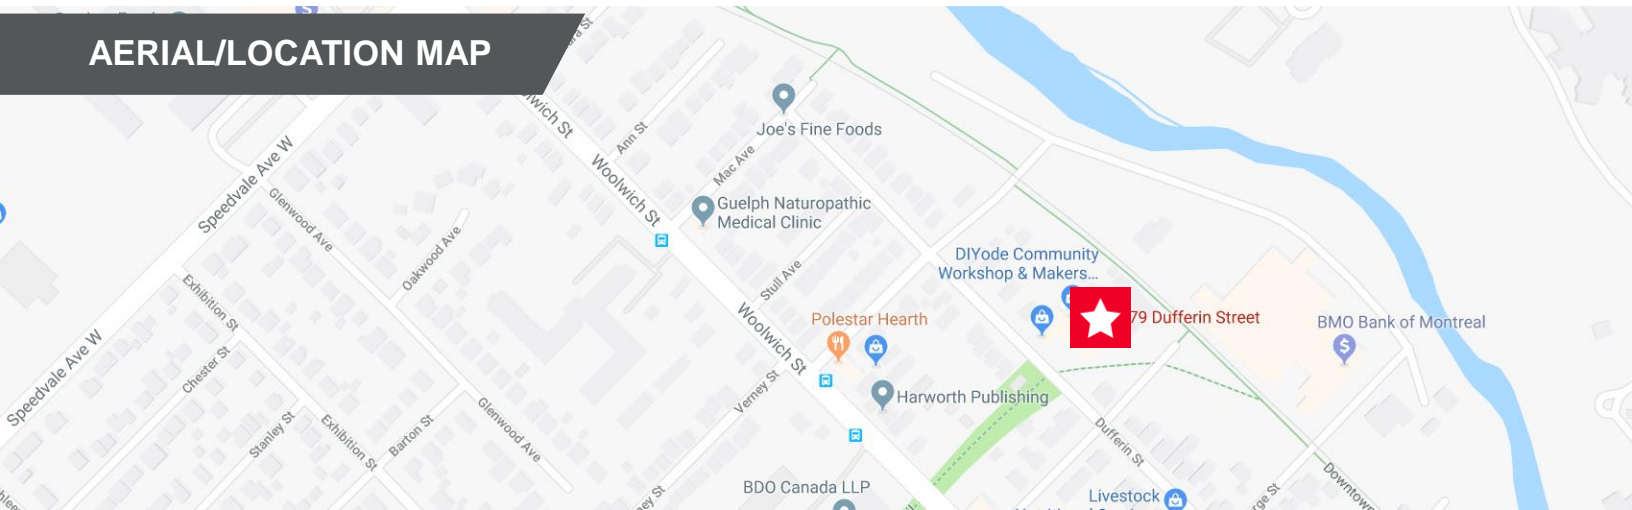 AERIAL/LOCATION MAP
Woolwich St
Ann St
Joe's Fine Foods
Mac Ave
Speedvale Ave W
Woolwich St
Glenwood Ave
Guelph Naturopathic
Medical Clinic
Oakwood Ave
DIYode Community
Workshop & Makers...
Stull Ave
Exhibition St
Woolwich St
Polestar Hearth
79 Dufferin Street
BMO Bank of Montreal
$
Speedvale Ave W
Chester St
Verney St
Harworth Publishing
Stanley St
Exhibition St
Barton St
Glenwood Ave
Dufferin St
BDO Canada LLP
Livestock
Downtown